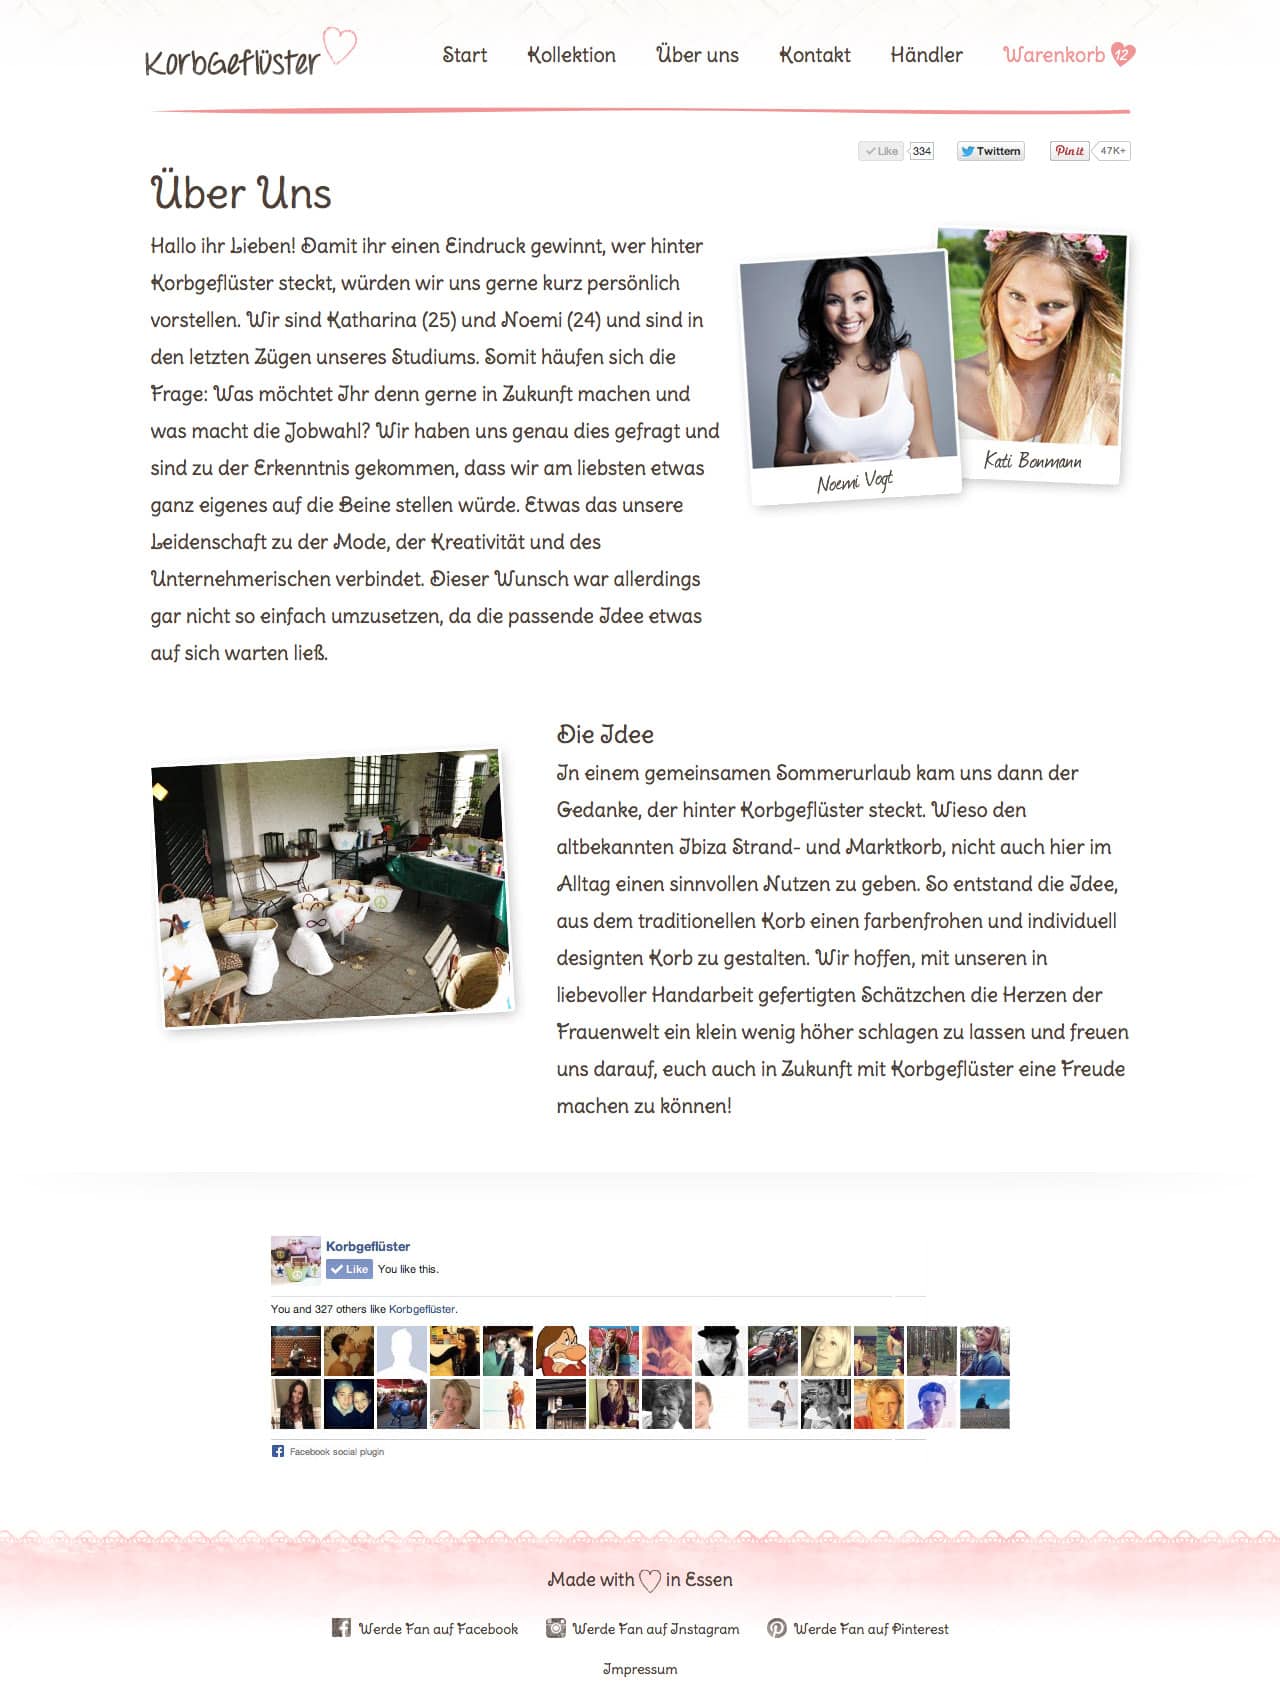 KorbGeflüster
Start Kollektion Über uns Kontakt Händler Warenkorb 12
Like 334 Twittern Pin it 47K+
Über Uns
Hallo ihr Lieben! Damit ihr einen Eindruck gewinnt, wer hinter
Korbgeflüster steckt, würden wir uns gerne kurz persönlich
vorstellen. Wir sind Katharina (25) und Noemi (24) und sind in
den letzten Zügen unseres Studiums. Somit häufen sich die
Frage: Was möchtet Ihr denn gerne in Zukunft machen und
was macht die Jobwahl? Wir haben uns genau dies gefragt und
sind zu der Erkenntnis gekommen, dass wir am liebsten etwas
ganz eigenes auf die Beine stellen würde. Etwas das unsere
Leidenschaft zu der Mode, der Kreativität und des
Unternehmerischen verbindet. Dieser Wunsch war allerdings
gar nicht so einfach umzusetzen, da die passende Idee etwas
auf sich warten ließ.
Noemi Vogt
Kati Bonmann
Die Idee
In einem gemeinsamen Sommerurlaub kam uns dann der
Gedanke, der hinter Korbgeflüster steckt. Wieso den
altbekannten Ibiza Strand- und Marktkorb, nicht auch hier im
Alltag einen sinnvollen Nutzen zu geben. So entstand die Idee,
aus dem traditionellen Korb einen farbenfrohen und individuell
designten Korb zu gestalten. Wir hoffen, mit unseren in
liebevoller Handarbeit gefertigten Schätzchen die Herzen der
Frauenwelt ein klein wenig höher schlagen zu lassen und freuen
uns darauf, euch auch in Zukunft mit Korbgeflüster eine Freude
machen zu können!
Korbgeflüster
Like You like this.
You and 327 others like Korbgeflüster.
Facebook social plugin
Made with in Essen
Werde Fan auf Facebook Werde Fan auf Instagram Werde Fan auf Pinterest
Impressum